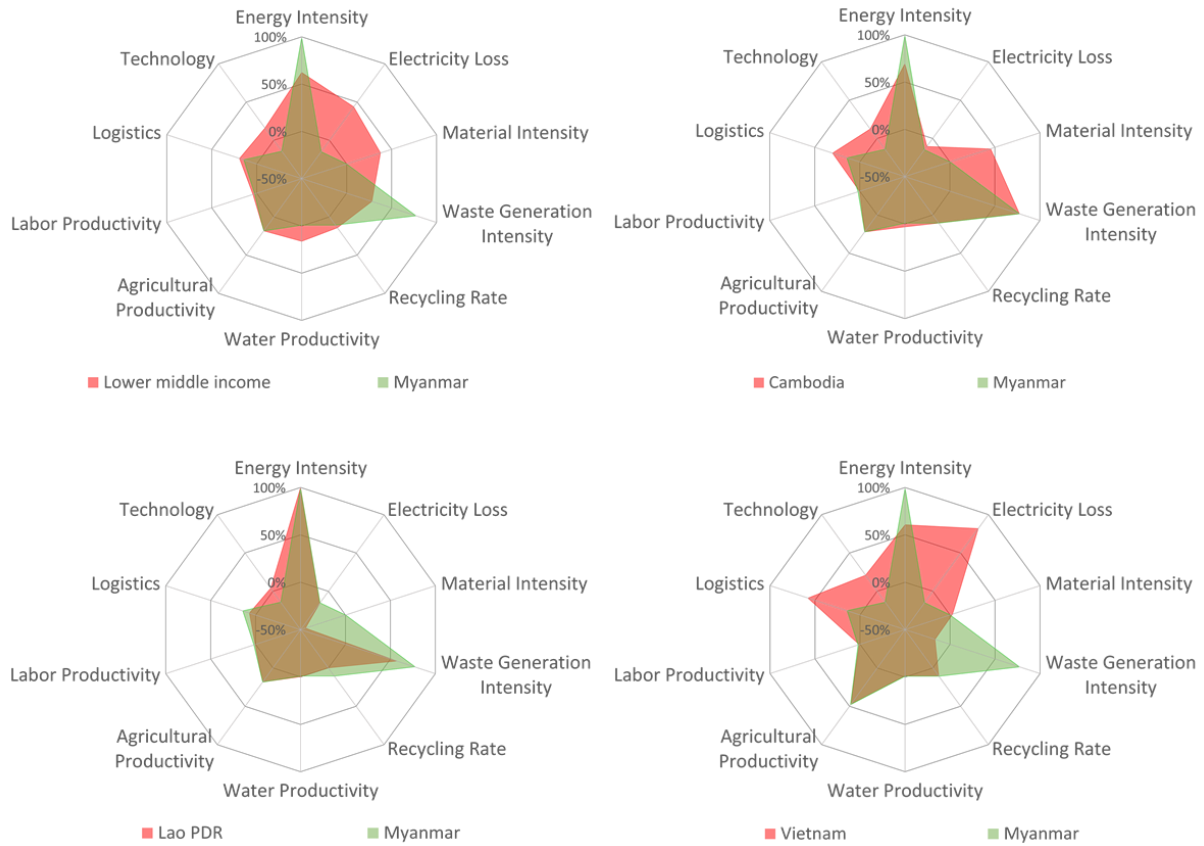 Energy Intensity
100%
Technology
Electricity Loss
50%
Logistics
0%
Material Intensity
-50%
Labor Productivity
Waste Generation
Intensity
Agricultural
Productivity
Recycling Rate
Water Productivity
Lower middle income
Myanmar
Energy Intensity
100%
Technology
Electricity Loss
50%
Logistics
0%
Material Intensity
-50%
Labor Productivity
Waste Generation
Intensity
Agricultural
Productivity
Recycling Rate
Water Productivity
Cambodia
Myanmar
Energy Intensity
100%
Technology
Electricity Loss
50%
Logistics
0%
Material Intensity
-50%
Labor Productivity
Waste Generation
Intensity
Agricultural
Productivity
Recycling Rate
Water Productivity
Lao PDR
Myanmar
Energy Intensity
100%
Technology
Electricity Loss
50%
Logistics
0%
Material Intensity
-50%
Labor Productivity
Waste Generation
Intensity
Agricultural
Productivity
Recycling Rate
Water Productivity
Vietnam
Myanmar